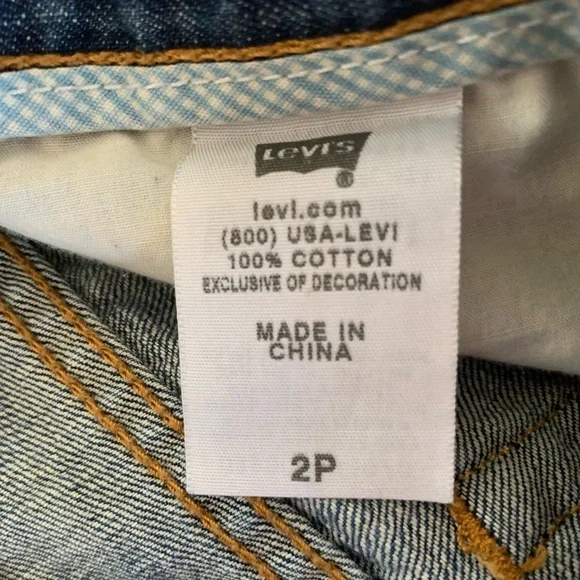 Levi's
®
levi.com
(800) USA-LEVI
100% COTTON
EXCLUSIVE OF DECORATION
MADE IN
CHINA
2P